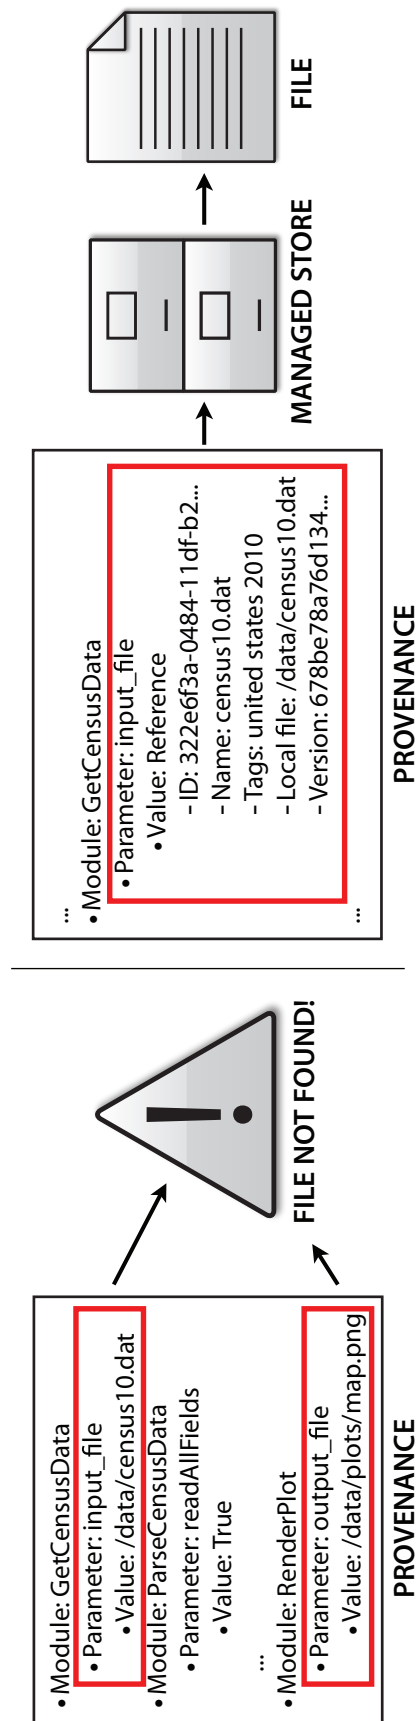 • Module: GetCensusData
• Parameter: input_file
• Value: /data/census10.dat
• Module: ParseCensusData
• Parameter: readAllFields
• Value: True
...
• Module: RenderPlot
• Parameter: output_file
• Value: /data/plots/map.png
PROVENANCE
FILE NOT FOUND!
...
• Module: GetCensusData
• Parameter: input_file
• Value: Reference
- ID: 322e6f3a-0484-11df-b2...
- Name: census10.dat
- Tags: united states 2010
- Local file: /data/census10.dat
- Version: 678be78a76d134...
...
PROVENANCE
MANAGED STORE
FILE